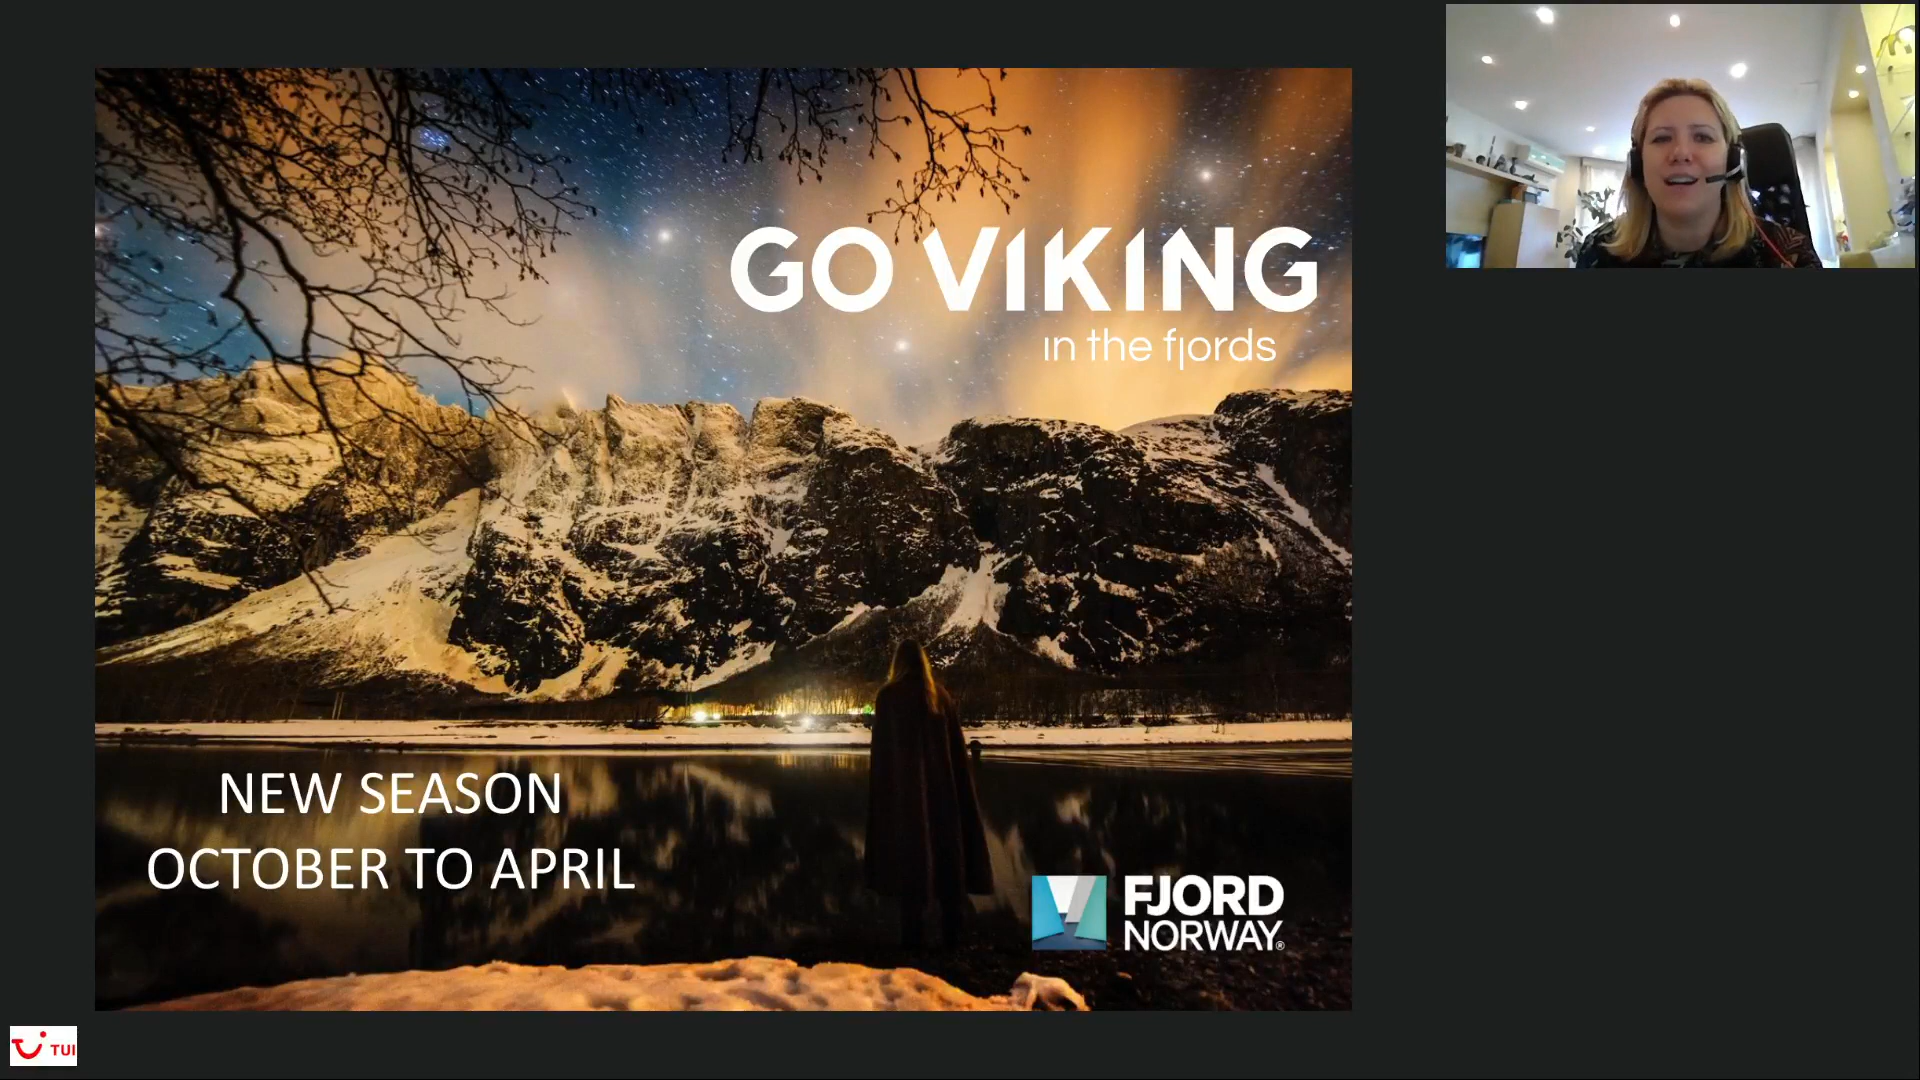 GO VIKING
in the fjords
NEW SEASON
OCTOBER TO APRIL
FJORD
NORWAY®
TUI